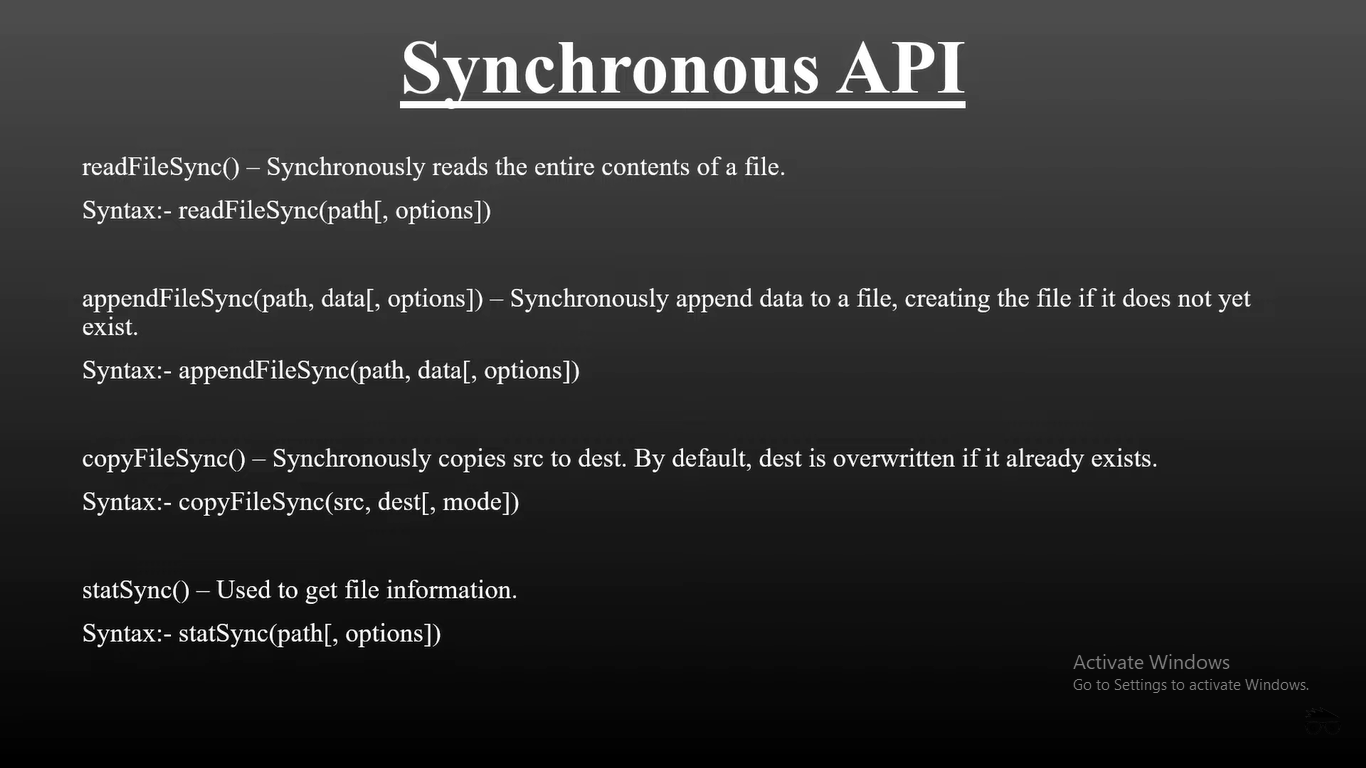 Synchronous API
readFileSync() – Synchronously reads the entire contents of a file.
Syntax:- readFileSync(path[, options])
appendFileSync(path, data[, options]) – Synchronously append data to a file, creating the file if it does not yet
exist.
Syntax:- appendFileSync(path, data[, options])
copyFileSync() – Synchronously copies src to dest. By default, dest is overwritten if it already exists.
Syntax:- copyFileSync(src, dest[, mode])
statSync() – Used to get file information.
Syntax:- statSync(path[, options])
Activate Windows
Go to Settings to activate Windows.